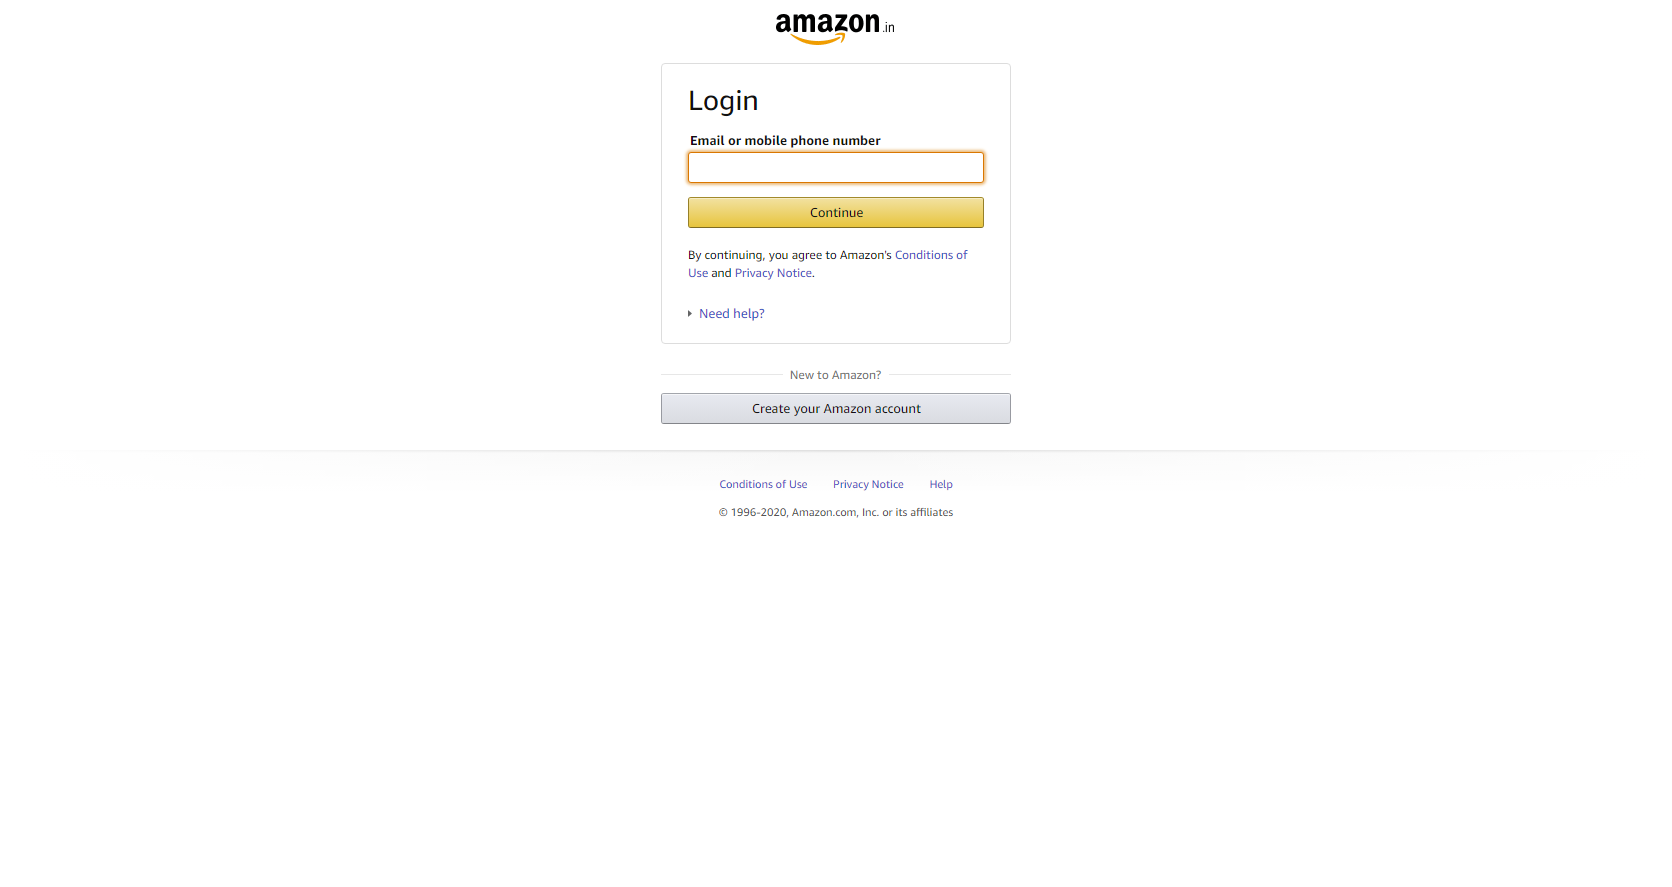 amazon.in
Login
Email or mobile phone number
Continue
By continuing, you agree to Amazon's Conditions of
Use and Privacy Notice.
Need help?
New to Amazon?
Create your Amazon account
Conditions of Use Privacy Notice Help
© 1996-2020, Amazon.com, Inc. or its affiliates